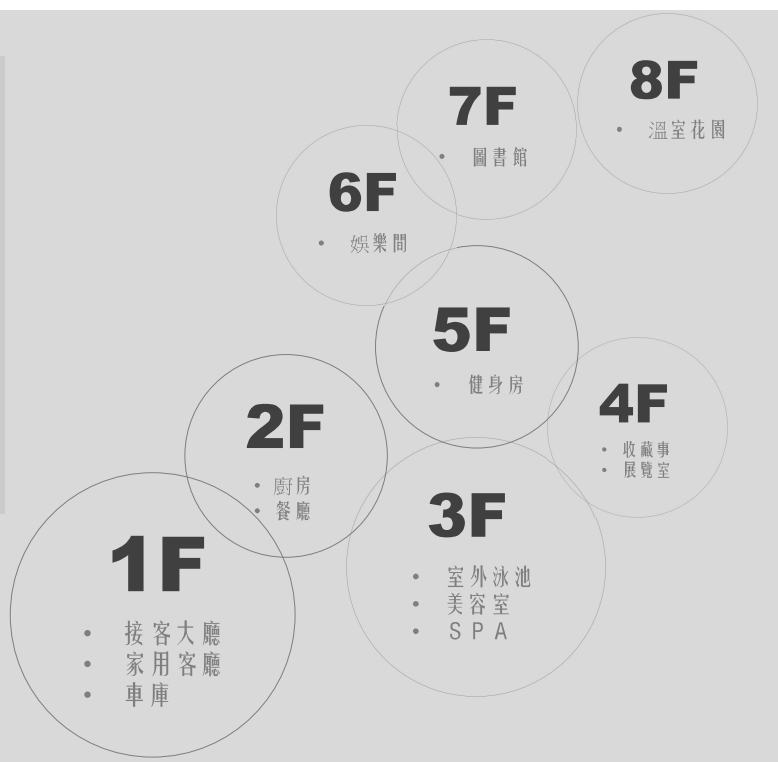 8F
• 溫室花園
7F
• 圖書館
6F
• 娛樂間
5F
• 健身房
4F
• 收藏事
• 展覽室
2F
• 廚房
• 餐廳
3F
• 室外泳池
• 美容室
• SPA
1F
• 接客大廳
• 家用客廳
• 車庫